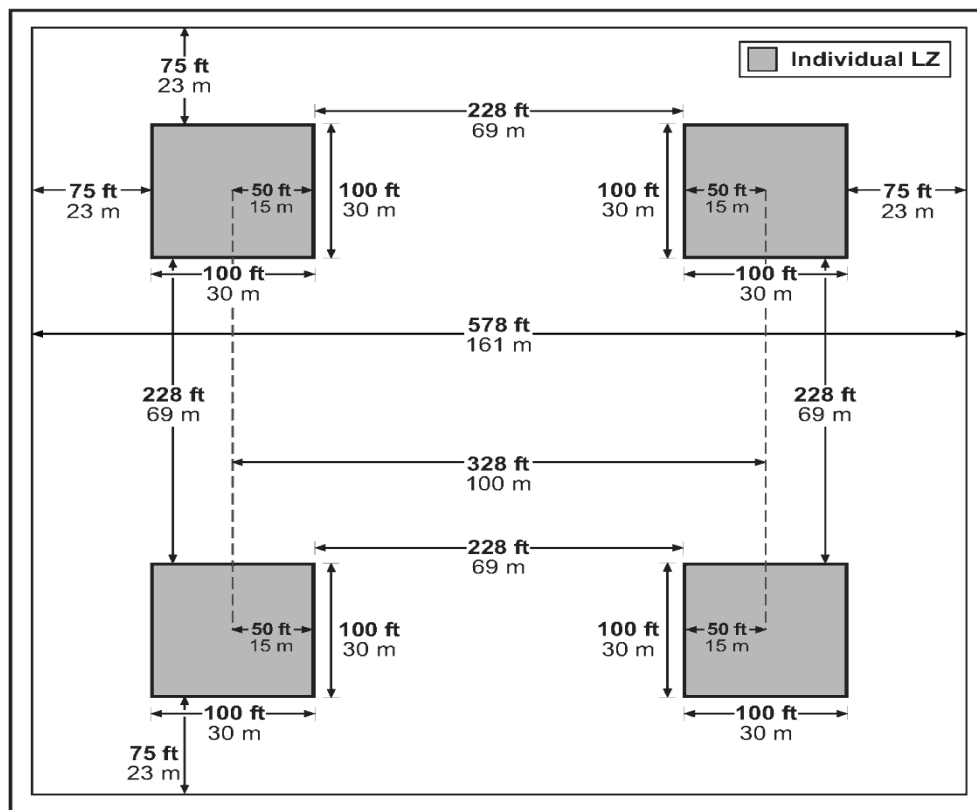 75 ft
23 m
Individual LZ
228 ft
69 m
75 ft
23 m
50 ft
15 m
100 ft
30 m
100 ft
30 m
50 ft
15 m
75 ft
23 m
100 ft
30 m
100 ft
30 m
578 ft
161 m
228 ft
69 m
228 ft
69 m
328 ft
100 m
228 ft
69 m
50 ft
15 m
100 ft
30 m
100 ft
30 m
50 ft
15 m
100 ft
30 m
100 ft
30 m
75 ft
23 m